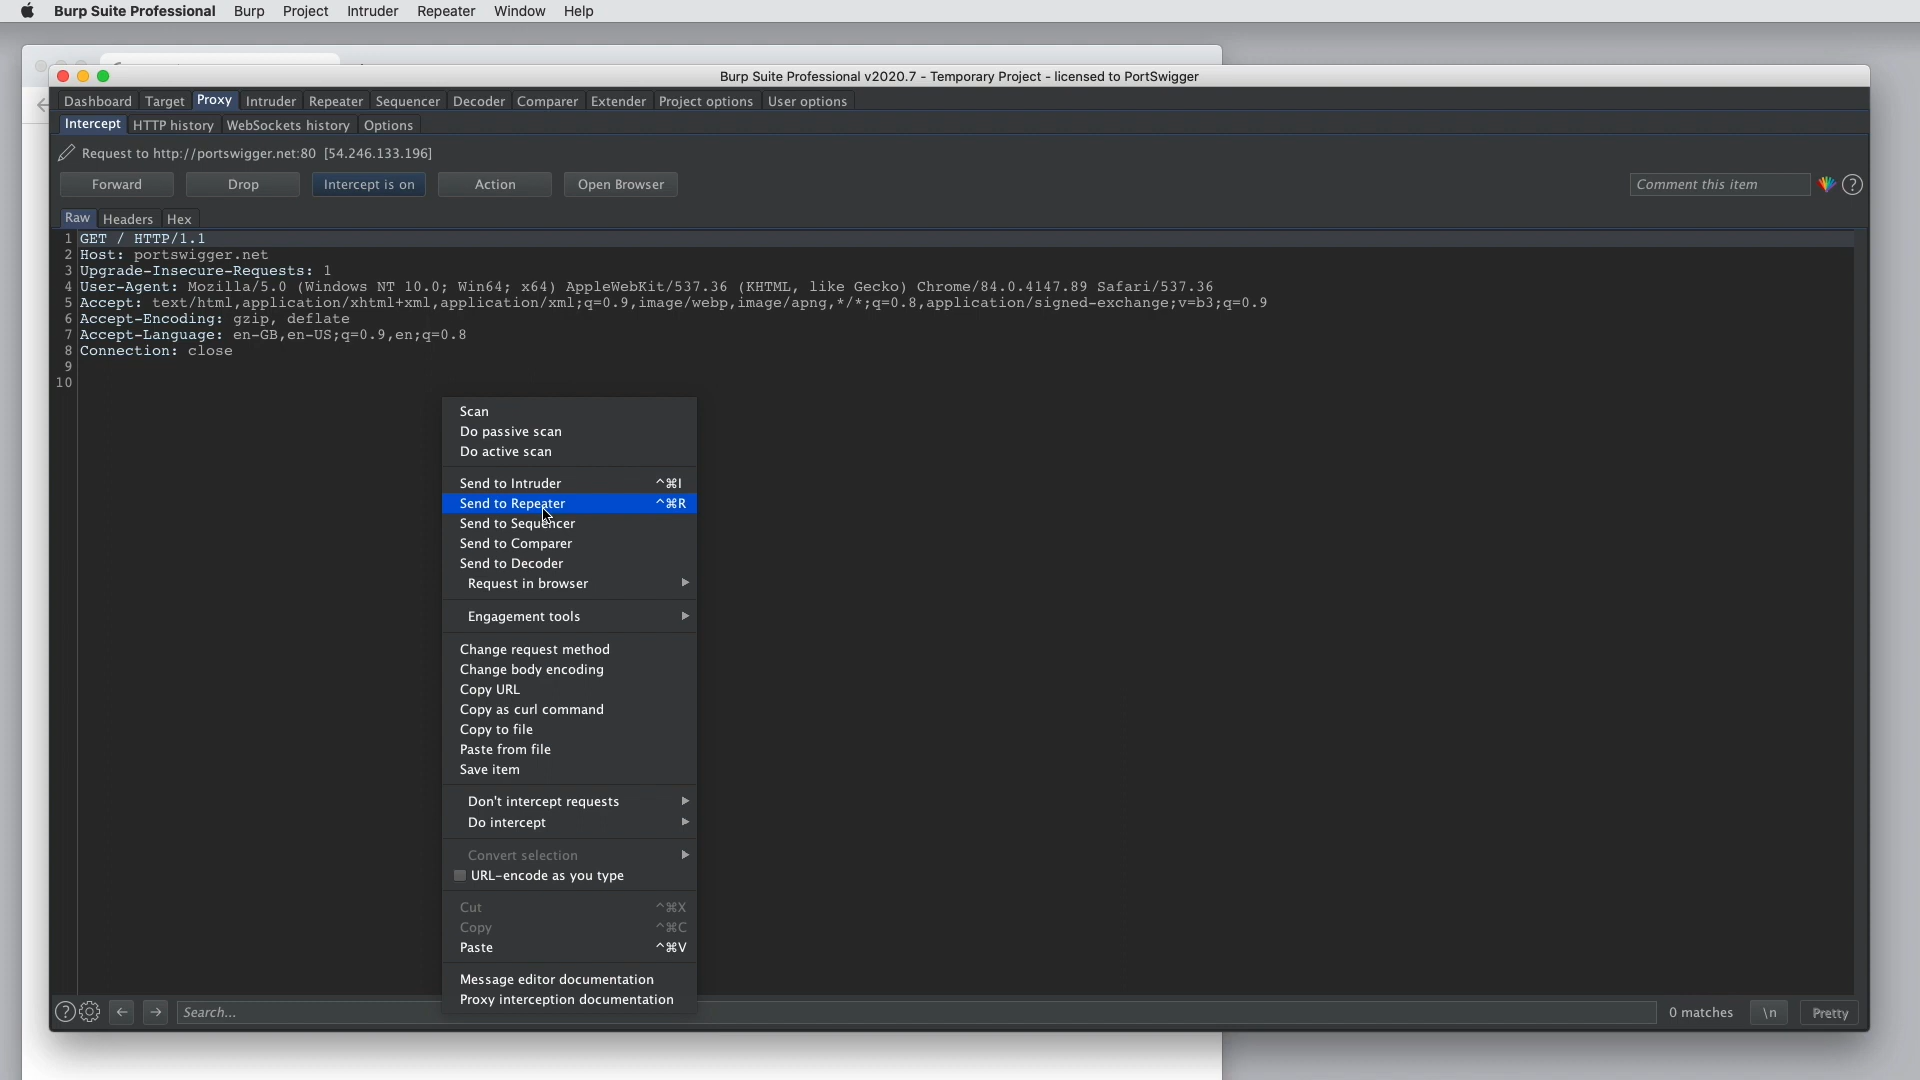 Burp Suite Professional Burp Project Intruder Repeater Window Help
Burp Suite Professional v2020.7 - Temporary Project - licensed to PortSwigger
Dashboard Target Proxy Intruder Repeater Sequencer Decoder Comparer Extender Project options User options
Intercept HTTP history WebSockets history Options
Request to http://portswigger.net:80 [54.246.133.196]
Forward Drop Intercept is on Action Open Browser Comment this item ?
Raw Headers Hex
1 GET / HTTP/1.1
2 Host: portswigger.net
3 Upgrade-Insecure-Requests: 1
4 User-Agent: Mozilla/5.0 (Windows NT 10.0; Win64; x64) AppleWebKit/537.36 (KHTML, like Gecko) Chrome/84.0.4147.89 Safari/537.36
5 Accept: text/html,application/xhtml+xml,application/xml;q=0.9,image/webp,image/apng,*/*;q=0.8,application/signed-exchange;v=b3;q=0.9
6 Accept-Encoding: gzip, deflate
7 Accept-Language: en-GB,en-US;q=0.9,en;q=0.8
8 Connection: close
9
10
Scan
Do passive scan
Do active scan
Send to Intruder ^⌘I
Send to Repeater ^⌘R
Send to Sequencer
Send to Comparer
Send to Decoder
Request in browser
Engagement tools
Change request method
Change body encoding
Copy URL
Copy as curl command
Copy to file
Paste from file
Save item
Don't intercept requests
Do intercept
Convert selection
URL-encode as you type
Cut ^⌘X
Copy ^⌘C
Paste ^⌘V
Message editor documentation
Proxy interception documentation
? Search... 0 matches \n Pretty